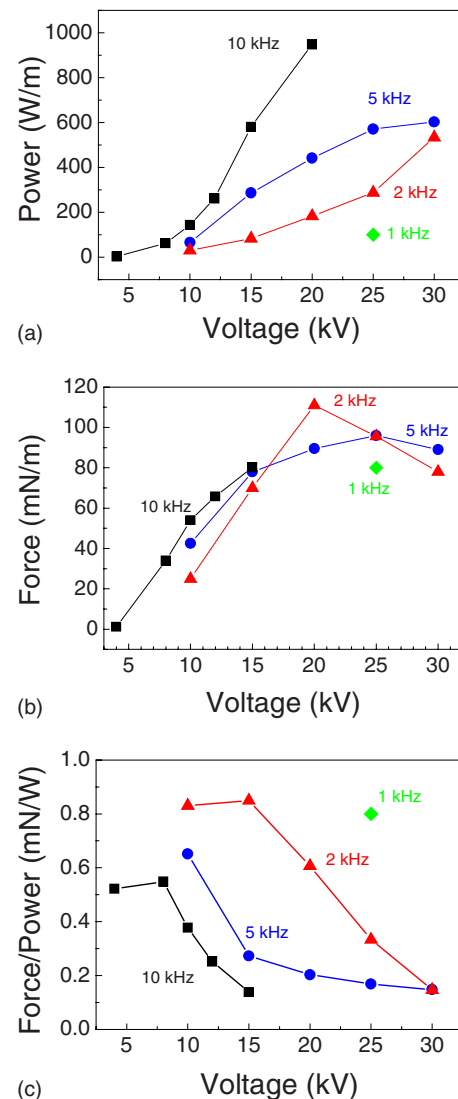 1000
800
600
400
200
0
Power (W/m)
10 kHz
5 kHz
2 kHz
1 kHz
5 10 15 20 25 30
Voltage (kV)
(a)
120
100
80
60
40
20
0
Force (mN/m)
2 kHz
5 kHz
1 kHz
10 kHz
5 10 15 20 25 30
Voltage (kV)
(b)
1.0
0.8
0.6
0.4
0.2
0.0
Force/Power (mN/W)
1 kHz
2 kHz
5 kHz
10 kHz
5 10 15 20 25 30
Voltage (kV)
(c)